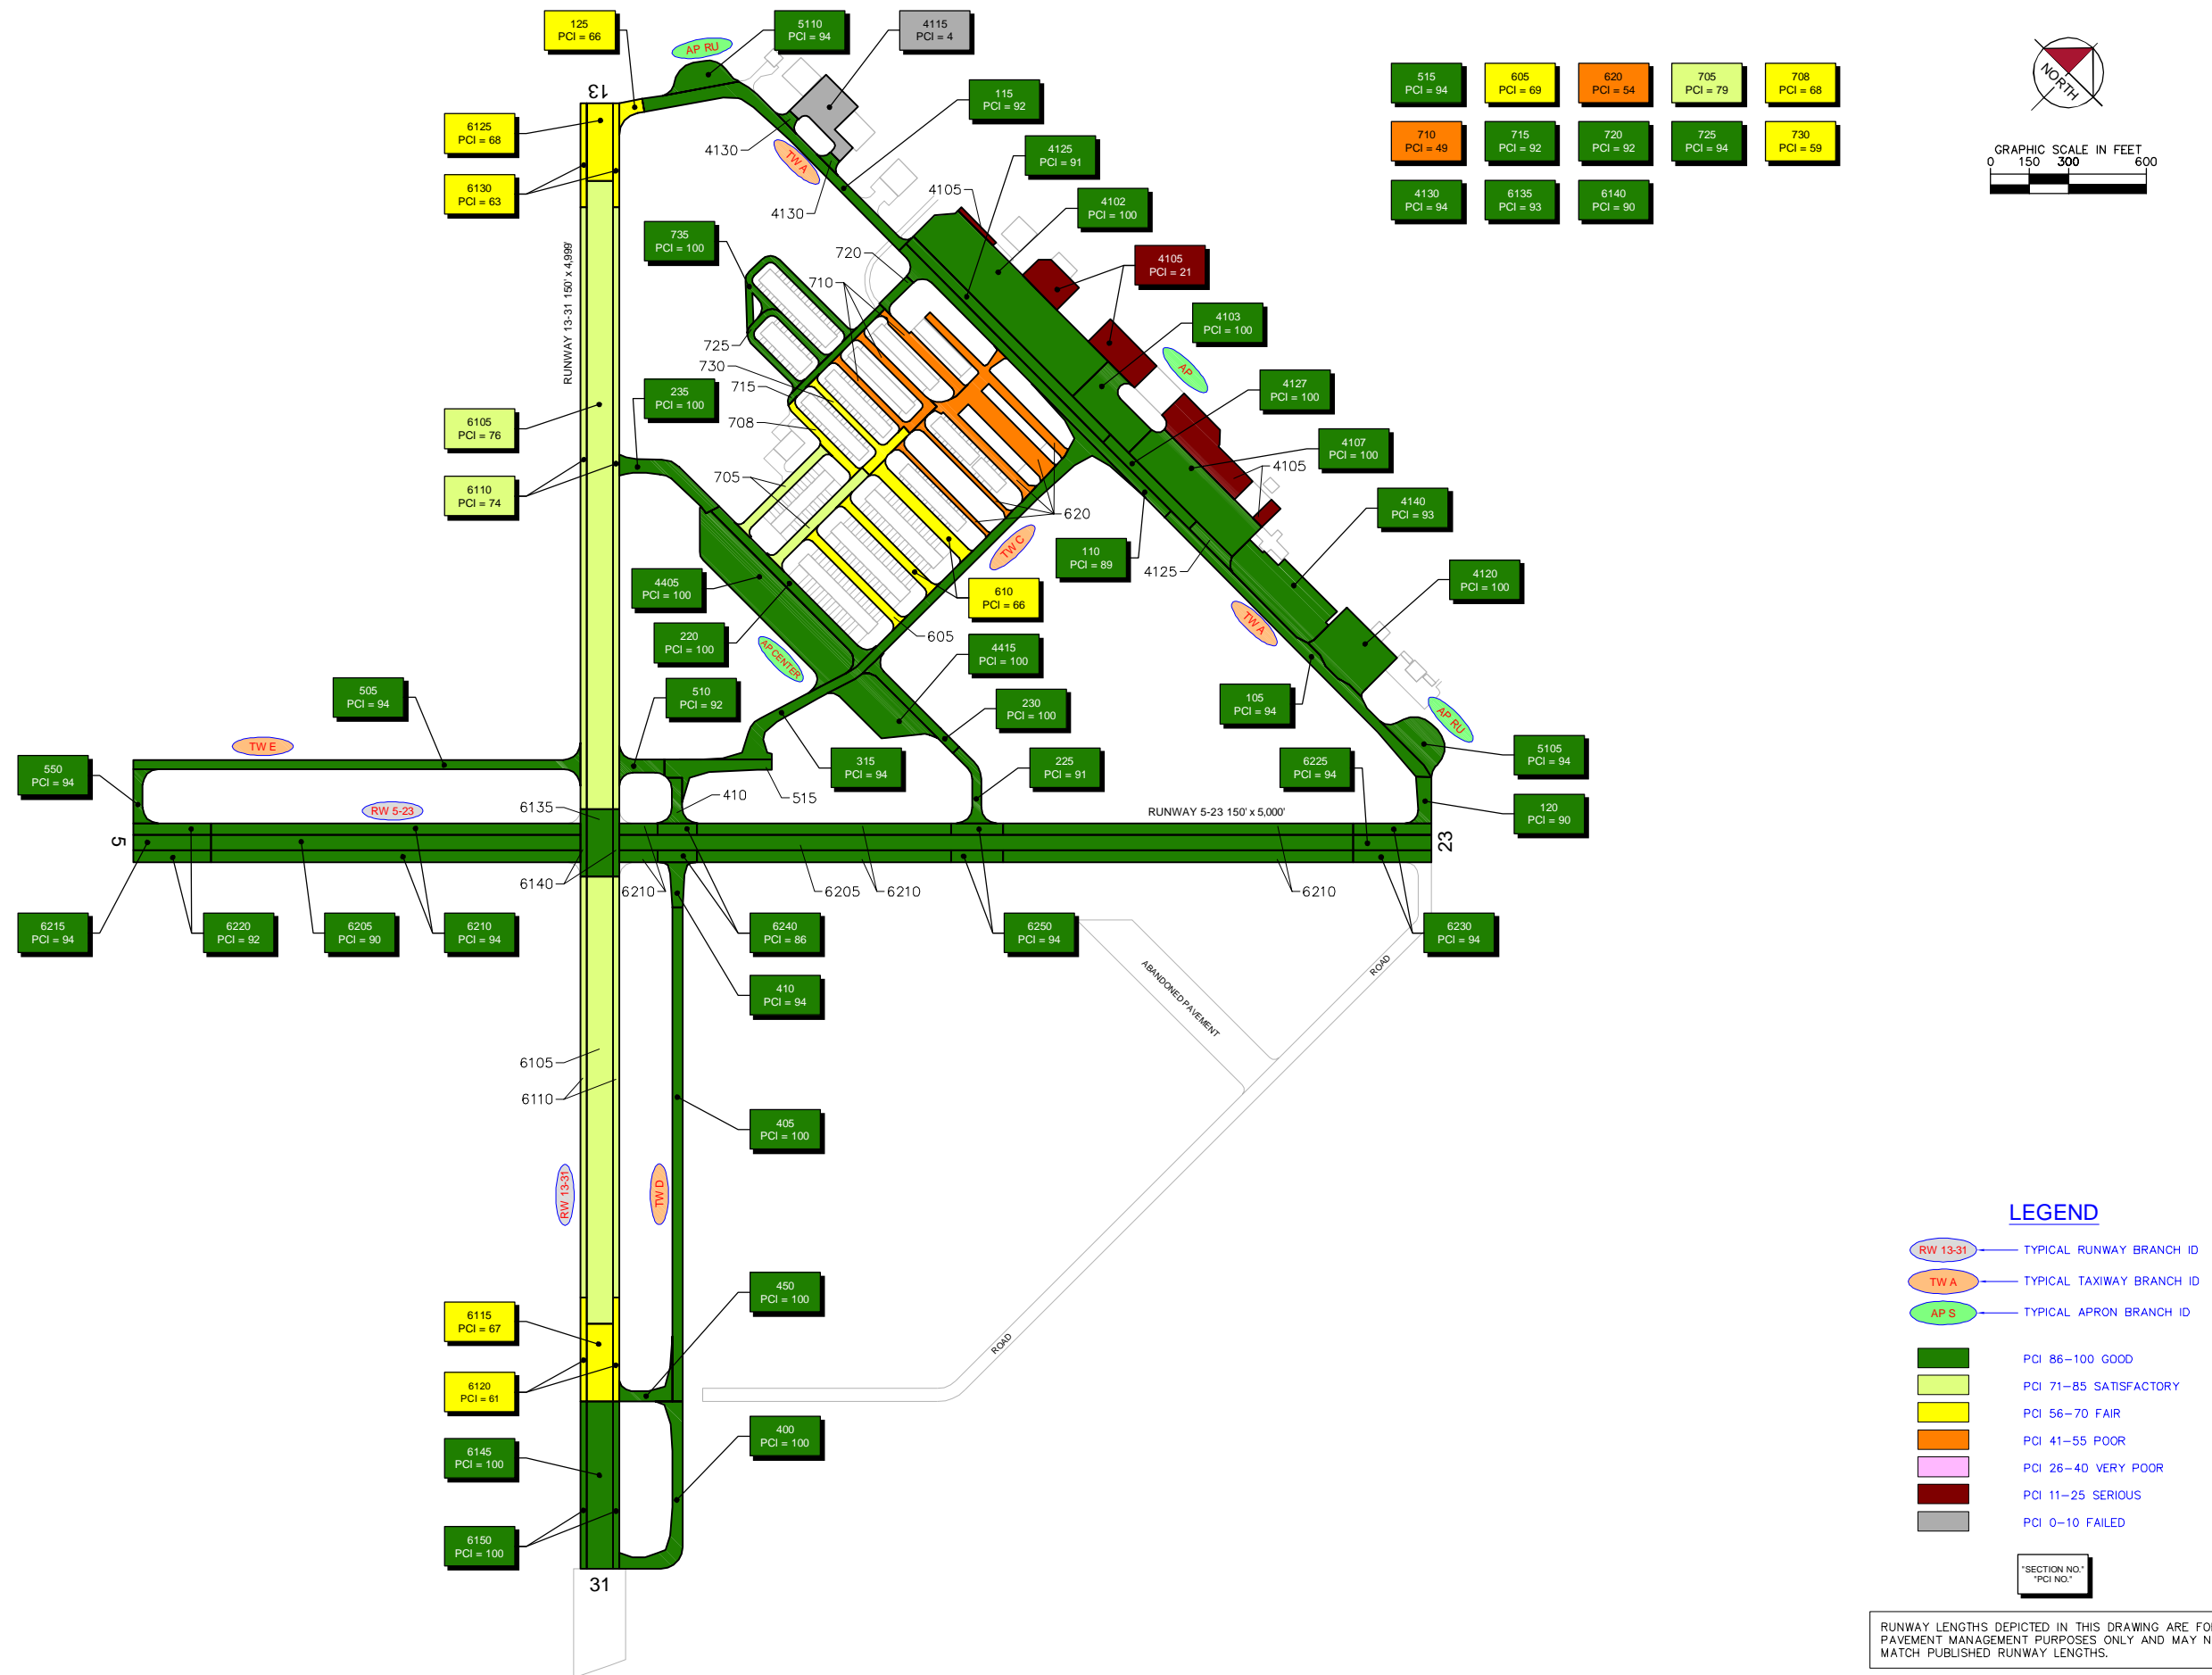 125
PCI = 66
AP RU
5110
PCI = 94
4115
PCI = 4
13
6125
PCI = 68
6130
PCI = 63
4130
TW A
4130
115
PCI = 92
4125
PCI = 91
4105
4102
PCI = 100
4105
PCI = 21
4103
PCI = 100
AP
4127
PCI = 100
4107
PCI = 100
4105
4140
PCI = 93
4120
PCI = 100
515
PCI = 94
605
PCI = 69
620
PCI = 54
705
PCI = 79
708
PCI = 68
710
PCI = 49
715
PCI = 92
720
PCI = 92
725
PCI = 94
730
PCI = 59
4130
PCI = 94
6135
PCI = 93
6140
PCI = 90
NORTH
GRAPHIC SCALE IN FEET
0 150 300 600
RUNWAY 13-31 150' x 4,999'
735
PCI = 100
720
710
725
730
715
708
235
PCI = 100
6105
PCI = 76
6110
PCI = 74
705
620
TW C
110
PCI = 89
4125
4405
PCI = 100
610
PCI = 66
605
220
PCI = 100
AP CENTER
4415
PCI = 100
TW A
105
PCI = 94
AP RU
5105
PCI = 94
505
PCI = 94
510
PCI = 92
230
PCI = 100
TW E
550
PCI = 94
315
PCI = 94
225
PCI = 91
6225
PCI = 94
515
410
120
PCI = 90
RW 5-23
6135
RUNWAY 5-23 150' x 5,000'
5
23
6140
6210
6205
6210
6210
6215
PCI = 94
6220
PCI = 92
6205
PCI = 90
6210
PCI = 94
6240
PCI = 86
6250
PCI = 94
6230
PCI = 94
410
PCI = 94
ABANDONED PAVEMENT
ROAD
6105
6110
405
PCI = 100
RW 13-31
TW D
450
PCI = 100
6115
PCI = 67
ROAD
6120
PCI = 61
400
PCI = 100
6145
PCI = 100
6150
PCI = 100
31
LEGEND
RW 13-31 TYPICAL RUNWAY BRANCH ID
TW A TYPICAL TAXIWAY BRANCH ID
AP S TYPICAL APRON BRANCH ID
PCI 86-100 GOOD
PCI 71-85 SATISFACTORY
PCI 56-70 FAIR
PCI 41-55 POOR
PCI 26-40 VERY POOR
PCI 11-25 SERIOUS
PCI 0-10 FAILED
"SECTION NO."
"PCI NO."
RUNWAY LENGTHS DEPICTED IN THIS DRAWING ARE
PAVEMENT MANAGEMENT PURPOSES ONLY AND MAY
MATCH PUBLISHED RUNWAY LENGTHS.